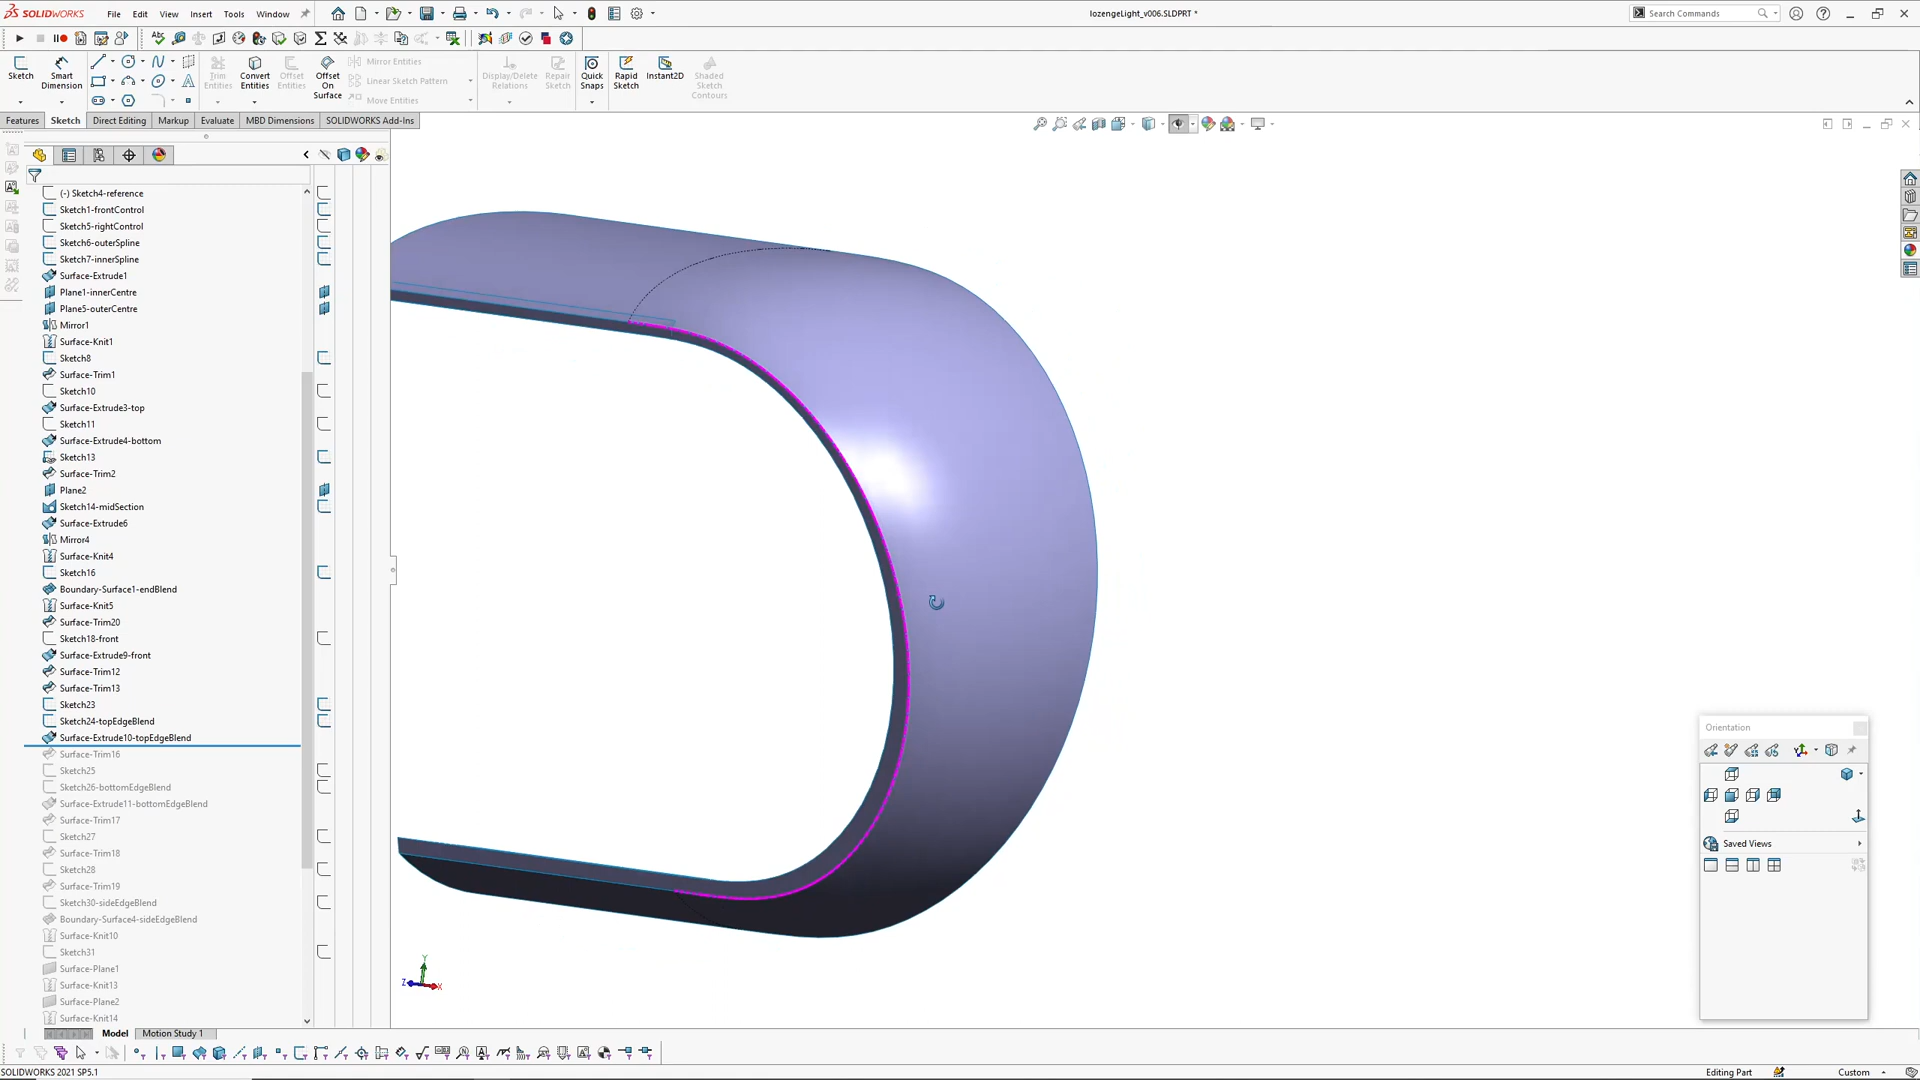 SOLIDWORKS File Edit View Insert Tools Window lozengeLight_v006.SLDPRT * Search Commands
Sketch Smart Dimension Trim Entities Convert Entities Offset Entities Offset On Surface Mirror Entities Linear Sketch Pattern Move Entities Display/Delete Relations Repair Sketch Quick Snaps Rapid Sketch Instant2D Shaded Sketch Contours
Features Sketch Direct Editing Markup Evaluate MBD Dimensions SOLIDWORKS Add-Ins
(-) Sketch4-reference
Sketch1-frontControl
Sketch5-rightControl
Sketch6-outerSpline
Sketch7-innerSpline
Surface-Extrude1
Plane1-innerCentre
Plane5-outerCentre
Mirror1
Surface-Knit1
Sketch8
Surface-Trim1
Sketch10
Surface-Extrude3-top
Sketch11
Surface-Extrude4-bottom
Sketch13
Surface-Trim2
Plane2
Sketch14-midSection
Surface-Extrude6
Mirror4
Surface-Knit4
Sketch16
Boundary-Surface1-endBlend
Surface-Knit5
Surface-Trim20
Sketch18-front
Surface-Extrude9-front
Surface-Trim12
Surface-Trim13
Sketch23
Sketch24-topEdgeBlend
Surface-Extrude10-topEdgeBlend
Surface-Trim16
Sketch25
Sketch26-bottomEdgeBlend
Surface-Extrude11-bottomEdgeBlend
Surface-Trim17
Sketch27
Surface-Trim18
Sketch28
Surface-Trim19
Sketch30-sideEdgeBlend
Boundary-Surface4-sideEdgeBlend
Surface-Knit10
Sketch31
Surface-Plane1
Surface-Knit13
Surface-Plane2
Surface-Knit14
Orientation
Saved Views
Y
Z X
Model Motion Study 1
SOLIDWORKS 2021 SP5.1 Editing Part Custom